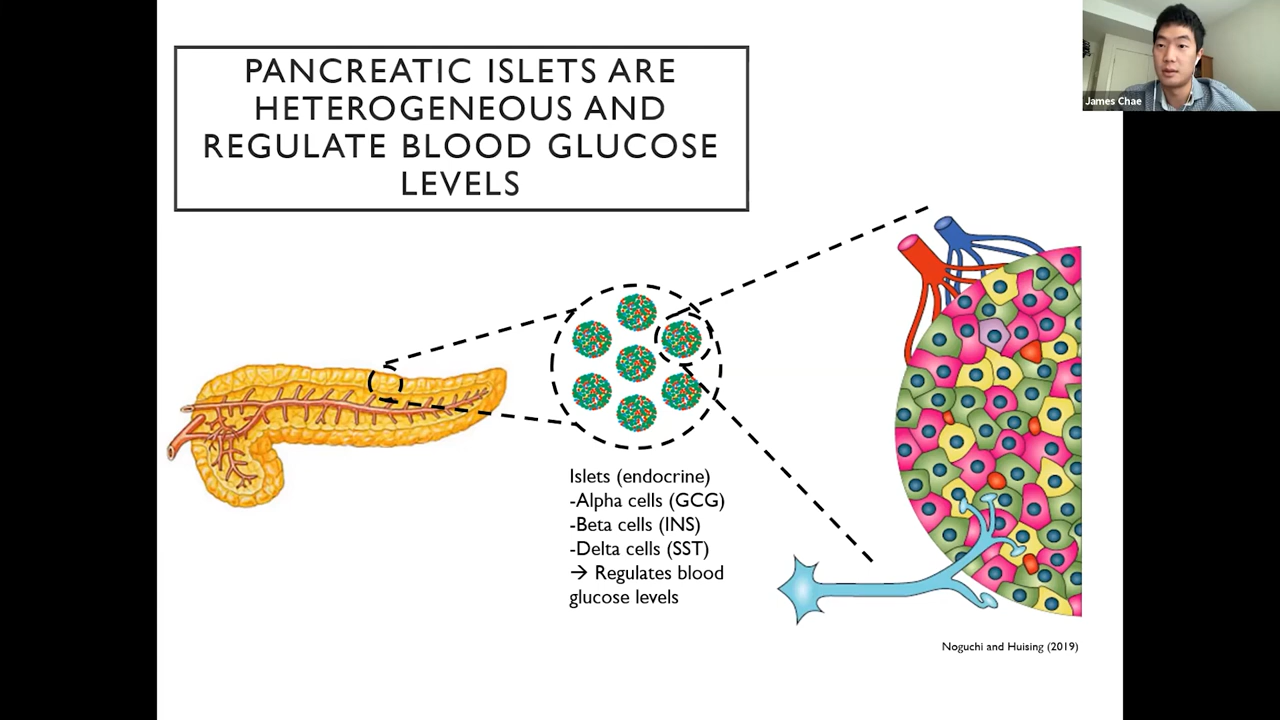 PANCREATIC ISLETS ARE
HETEROGENEOUS AND
REGULATE BLOOD GLUCOSE
LEVELS
James Chae
Islets (endocrine)
-Alpha cells (GCG)
-Beta cells (INS)
-Delta cells (SST)
→ Regulates blood
glucose levels
Noguchi and Huising (2019)